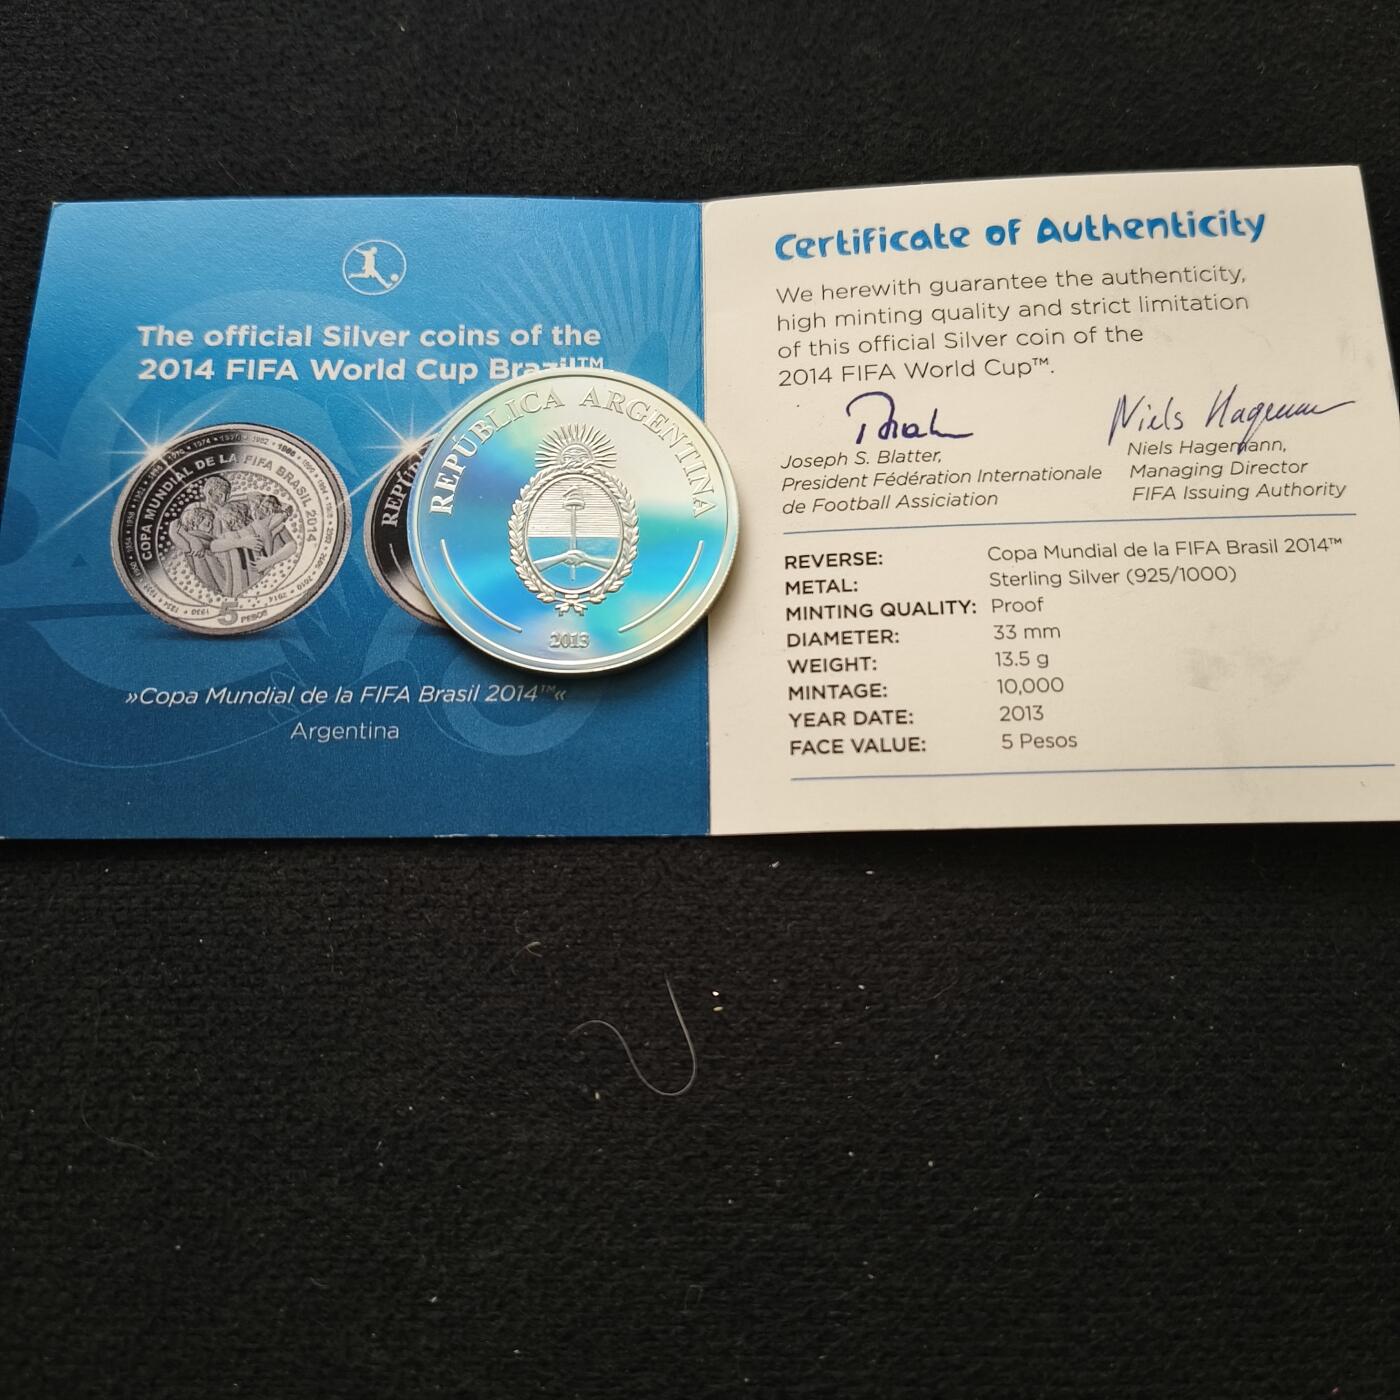 The official Silver coins of the
2014 FIFA World Cup Brazil™
COPA MUNDIAL DE LA FIFA BRASIL 2014
5 PESOS
REPÚBLICA ARGENTINA
2013
»Copa Mundial de la FIFA Brasil 2014™«
Argentina
Certificate of Authenticity
We herewith guarantee the authenticity,
high minting quality and strict limitation
of this official Silver coin of the
2014 FIFA World Cup™.
Niels Hagemann
Joseph S. Blatter,
President Fédération Internationale
de Football Assiciation
Niels Hagemann,
Managing Director
FIFA Issuing Authority
REVERSE: Copa Mundial de la FIFA Brasil 2014™
METAL: Sterling Silver (925/1000)
MINTING QUALITY: Proof
DIAMETER: 33 mm
WEIGHT: 13.5 g
MINTAGE: 10,000
YEAR DATE: 2013
FACE VALUE: 5 Pesos